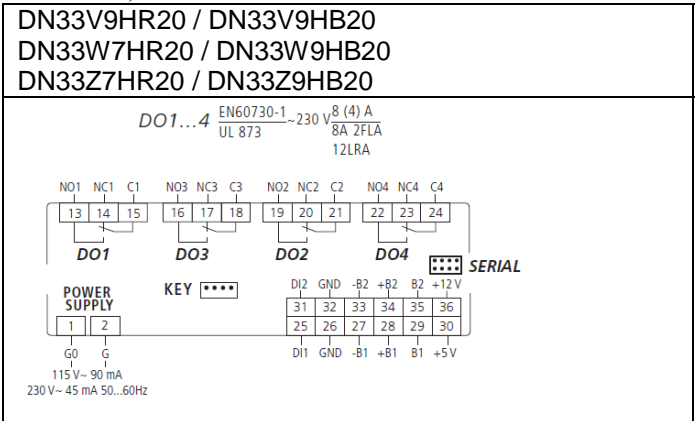 DN33V9HR20 / DN33V9HB20
DN33W7HR20 / DN33W9HB20
DN33Z7HR20 / DN33Z9HB20
DO1...4 EN60730-1 ~230 V 8 (4) A
UL 873 8A 2FLA
12LRA
NO1 NC1 C1 NO3 NC3 C3 NO2 NC2 C2 NO4 NC4 C4
13 14 15 16 17 18 19 20 21 22 23 24
DO1 DO3 DO2 DO4
SERIAL
KEY
DI2 GND -B2 +B2 B2 +12 V
POWER
SUPPLY
31 32 33 34 35 36
1 2 25 26 27 28 29 30
G0 G DI1 GND -B1 +B1 B1 +5 V
115 V~ 90 mA
230 V~ 45 mA 50...60Hz